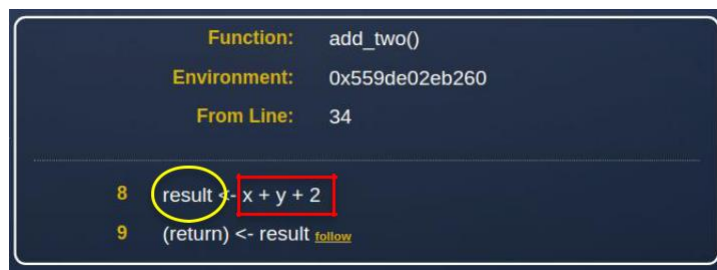 Function: add_two()
Environment: 0x559de02eb260
From Line: 34
8 result <- x + y + 2
9 (return) <- result follow